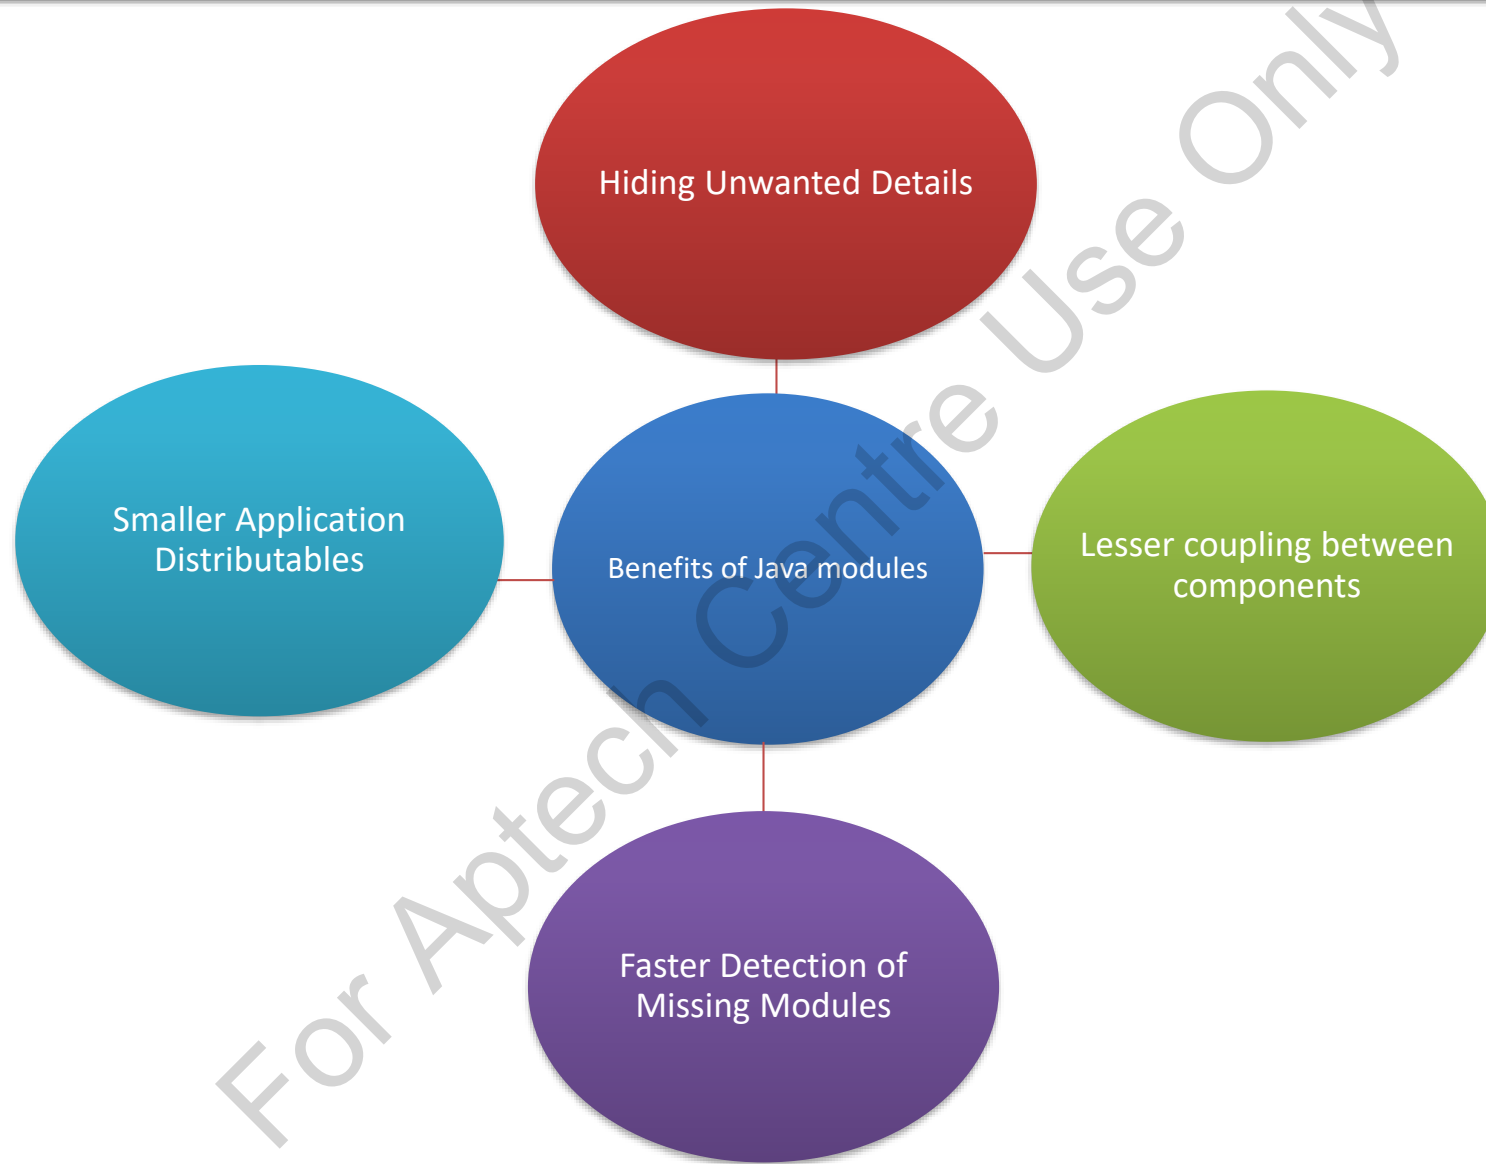 Hiding Unwanted Details
Smaller Application
Distributables
Benefits of Java modules
Lesser coupling between
components
Faster Detection of
Missing Modules
For Aptech Centre Use Only